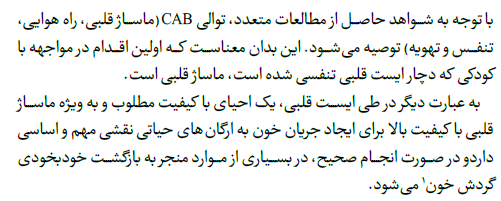 با توجه به شواهد حاصل از مطالعات متعدد، توالی CAB (ماساژ قلبی، راه هوایی،
تنفس و تهویه) توصیه می‌شود. این بدان معناست که اولین اقدام در مواجهه با
کودکی که دچار ایست قلبی تنفسی شده است، ماساژ قلبی است.
به عبارت دیگر در طی ایست قلبی، یک احیای با کیفیت مطلوب و به ویژه ماساژ
قلبی با کیفیت بالا برای ایجاد جریان خون به ارگان‌های حیاتی نقشی مهم و اساسی
داردو در صورت انجام صحیح، در بسیاری از موارد منجر به بازگشت خودبخودی
گردش خون۱ می‌شود.